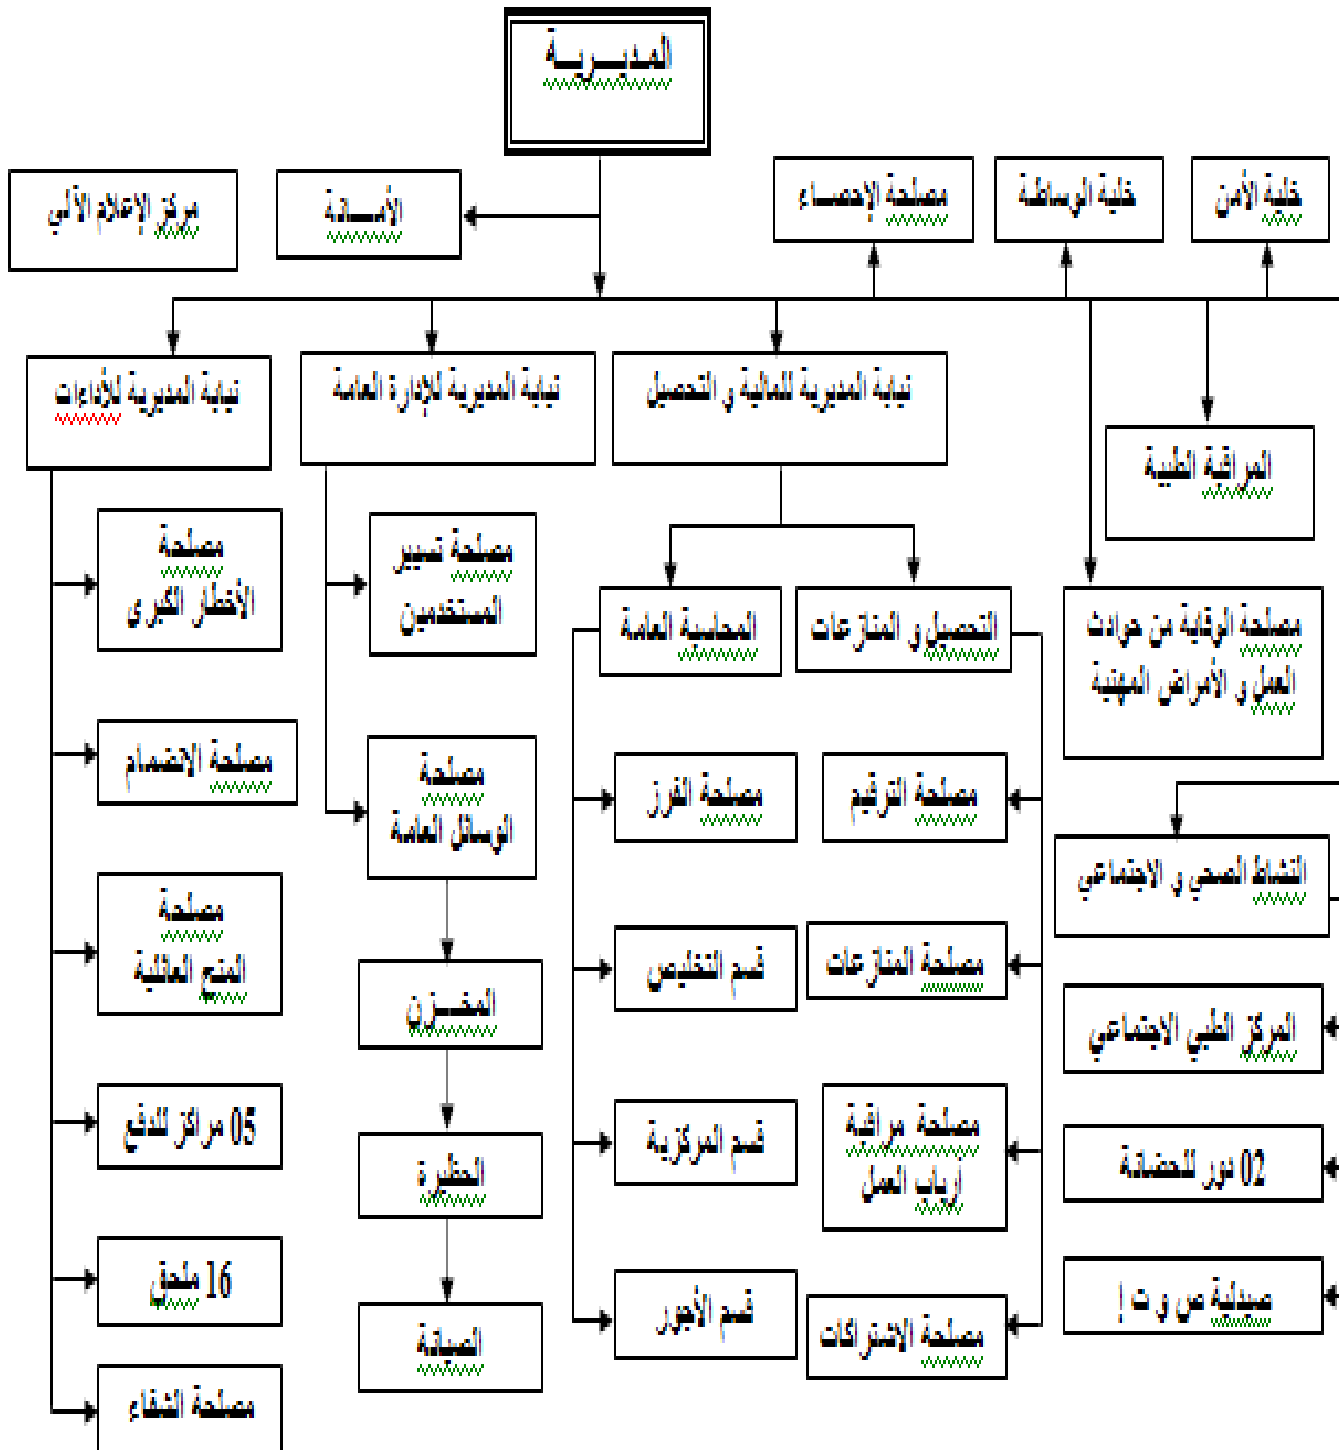 المديــريــة
خلية الأمن
خلية الوساطة
مصلحة الإحصــاء
الأمــانة
مركز الإعلام الآلي
نيابة المديرية للمالية و التحصيل
نيابة المديرية للإدارة العامة
نيابة المديرية للأداءات
المراقبة الطبية
مصلحة الوقاية من حوادث
العمل و الأمراض المهنية
التحصيل و المنازعات
المحاسبة العامة
مصلحة تسيير
المستخدمين
مصلحة
الأخطار الكبرى
مصلحة الترقيم
مصلحة الفرز
مصلحة
الوسائل العامة
مصلحة الانضمام
النشاط الصحي و الاجتماعي
مصلحة المنازعات
قسم التخليص
المخــزن
مصلحة
المنح العائلية
المركز الطبي الاجتماعي
مصلحة مراقبة
أرباب العمل
قسم المركزية
الحظيرة
05 مراكز للدفع
02 دور للحضانة
مصلحة الاشتراكات
قسم الأجور
الصيانة
16 ملحق
صيدلية ص و ت إ
مصلحة الشفاء